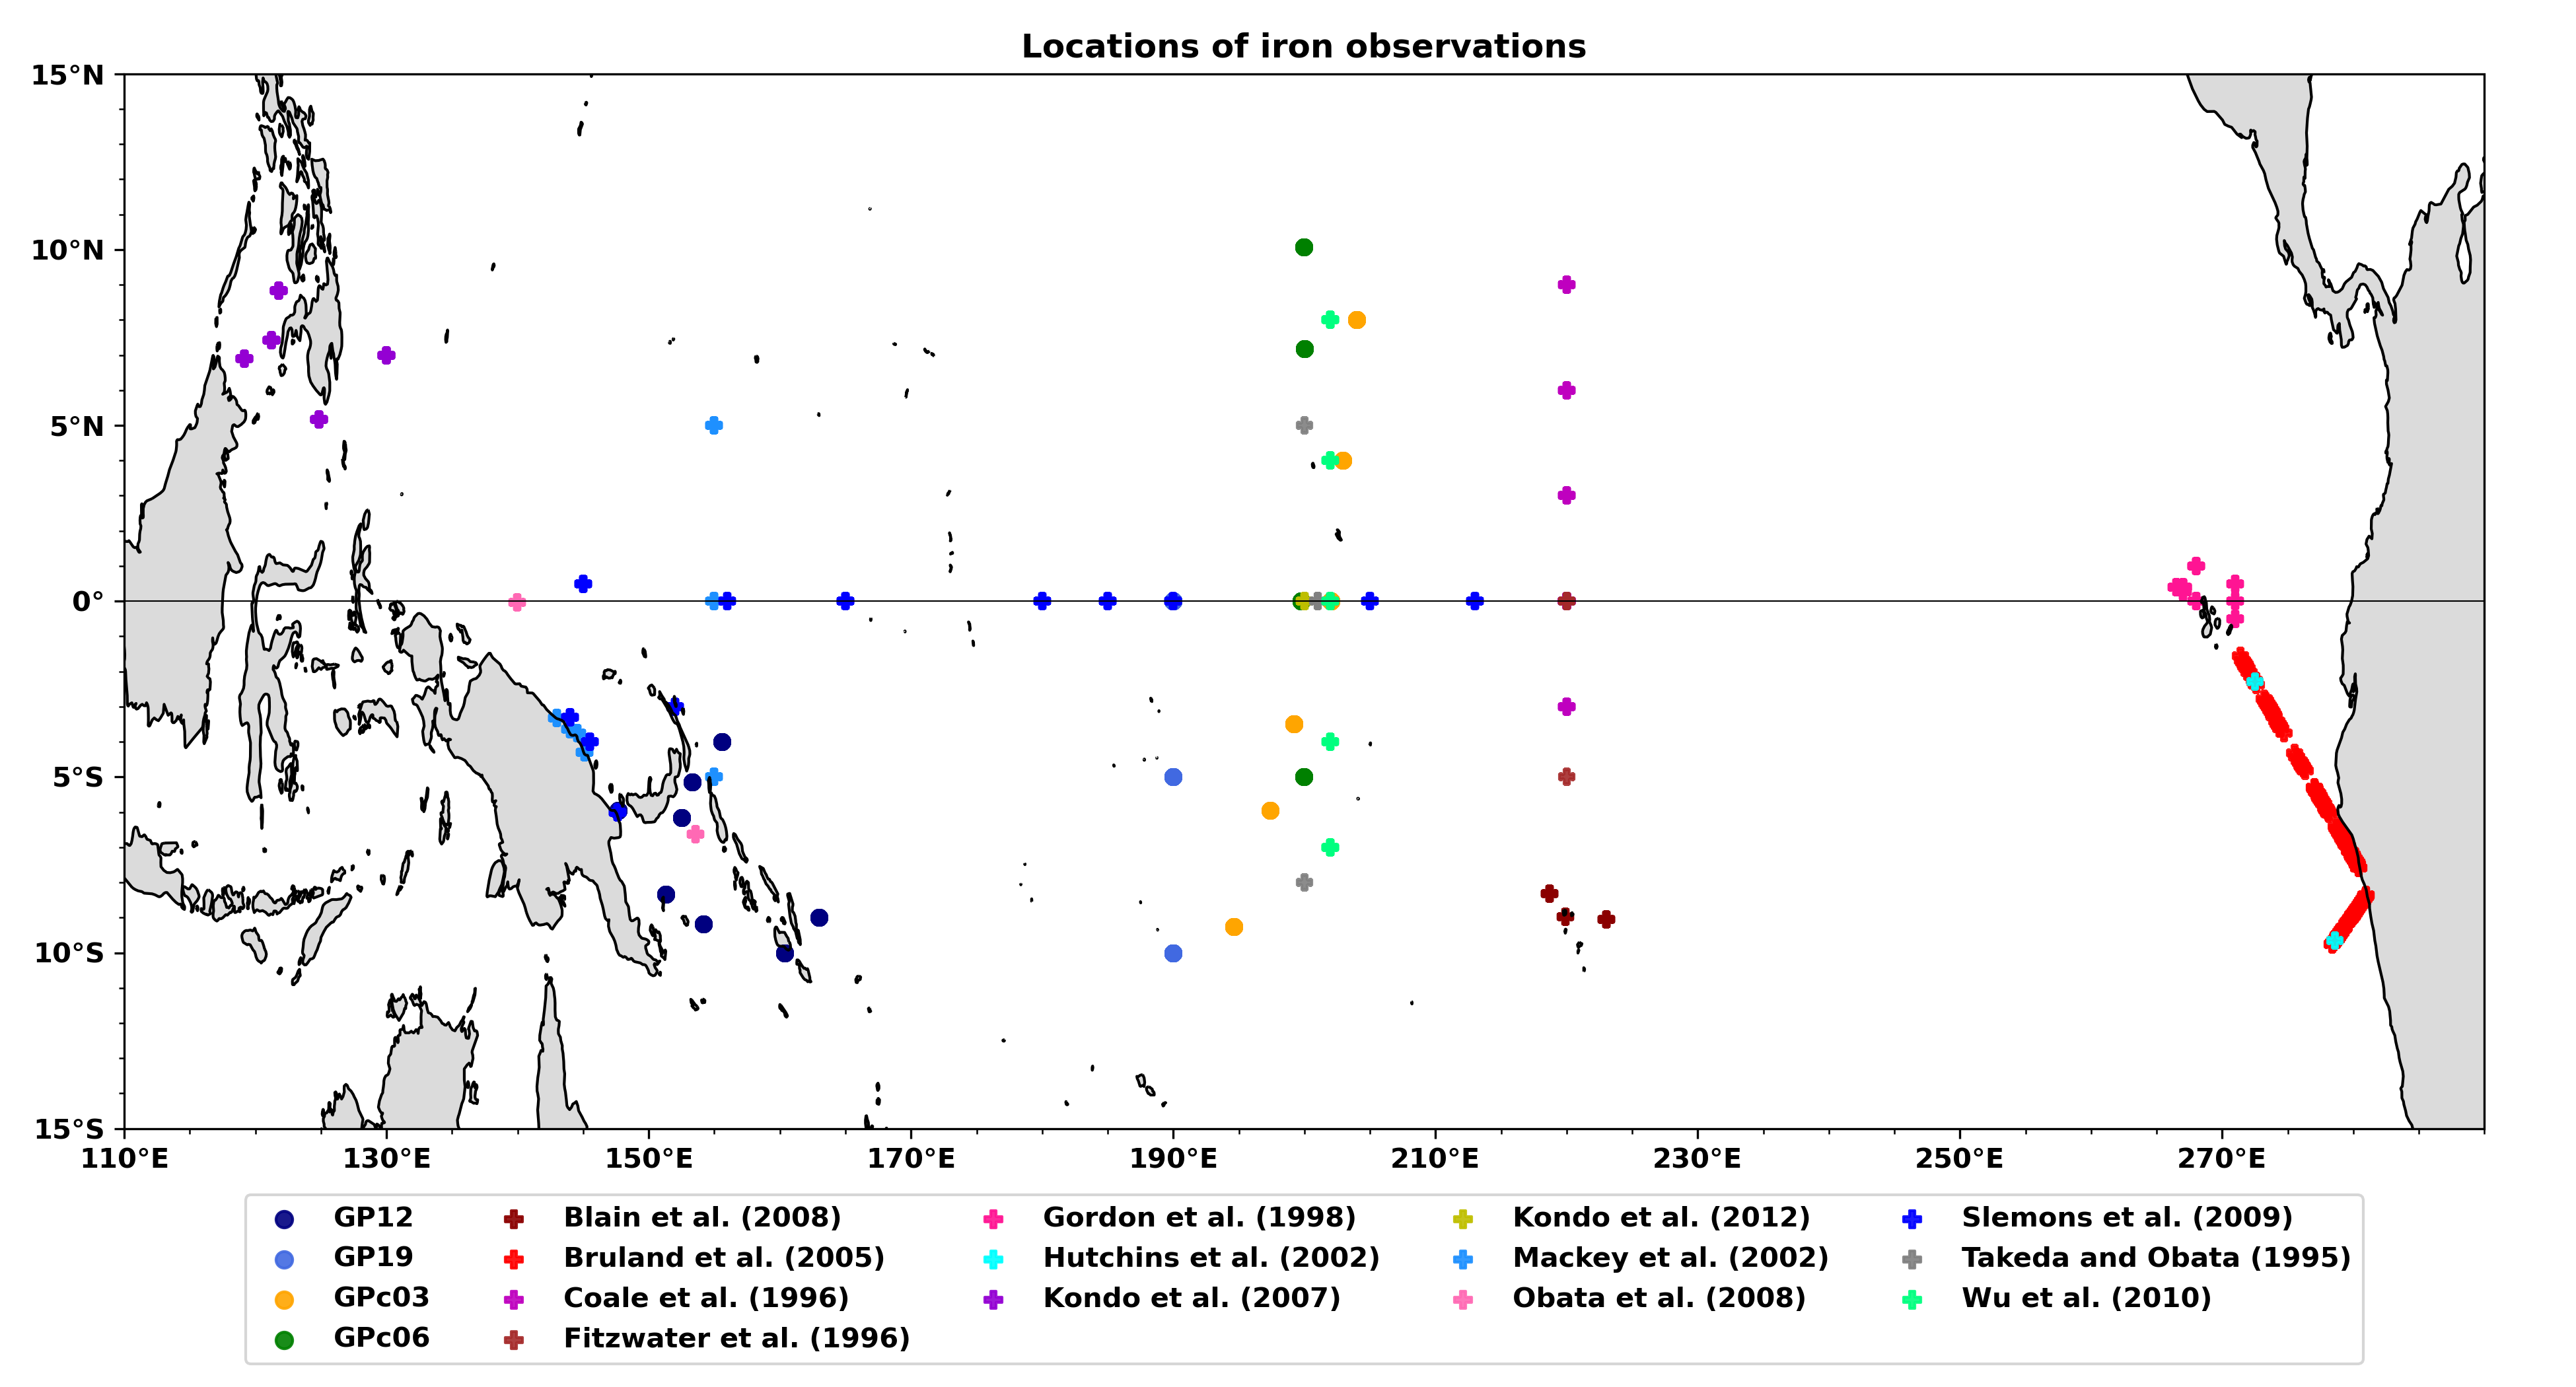 Locations of iron observations
15°N
10°N
5°N
0°
5°S
10°S
15°S
110°E 130°E 150°E 170°E 190°E 210°E 230°E 250°E 270°E
GP12 Blain et al. (2008) Gordon et al. (1998) Kondo et al. (2012) Slemons et al. (2009)
GP19 Bruland et al. (2005) Hutchins et al. (2002) Mackey et al. (2002) Takeda and Obata (1995)
GPc03 Coale et al. (1996) Kondo et al. (2007) Obata et al. (2008) Wu et al. (2010)
GPc06 Fitzwater et al. (1996)